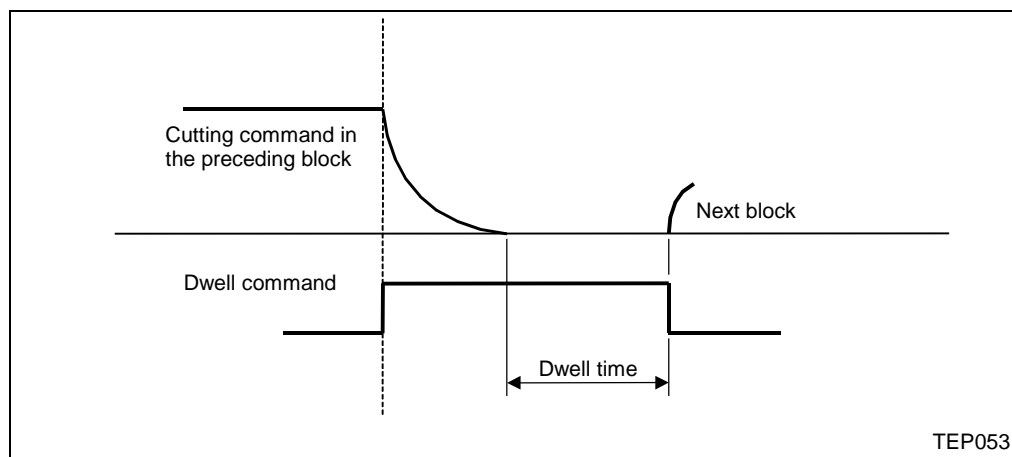 Cutting command in
the preceding block
Next block
Dwell command
Dwell time
TEP053